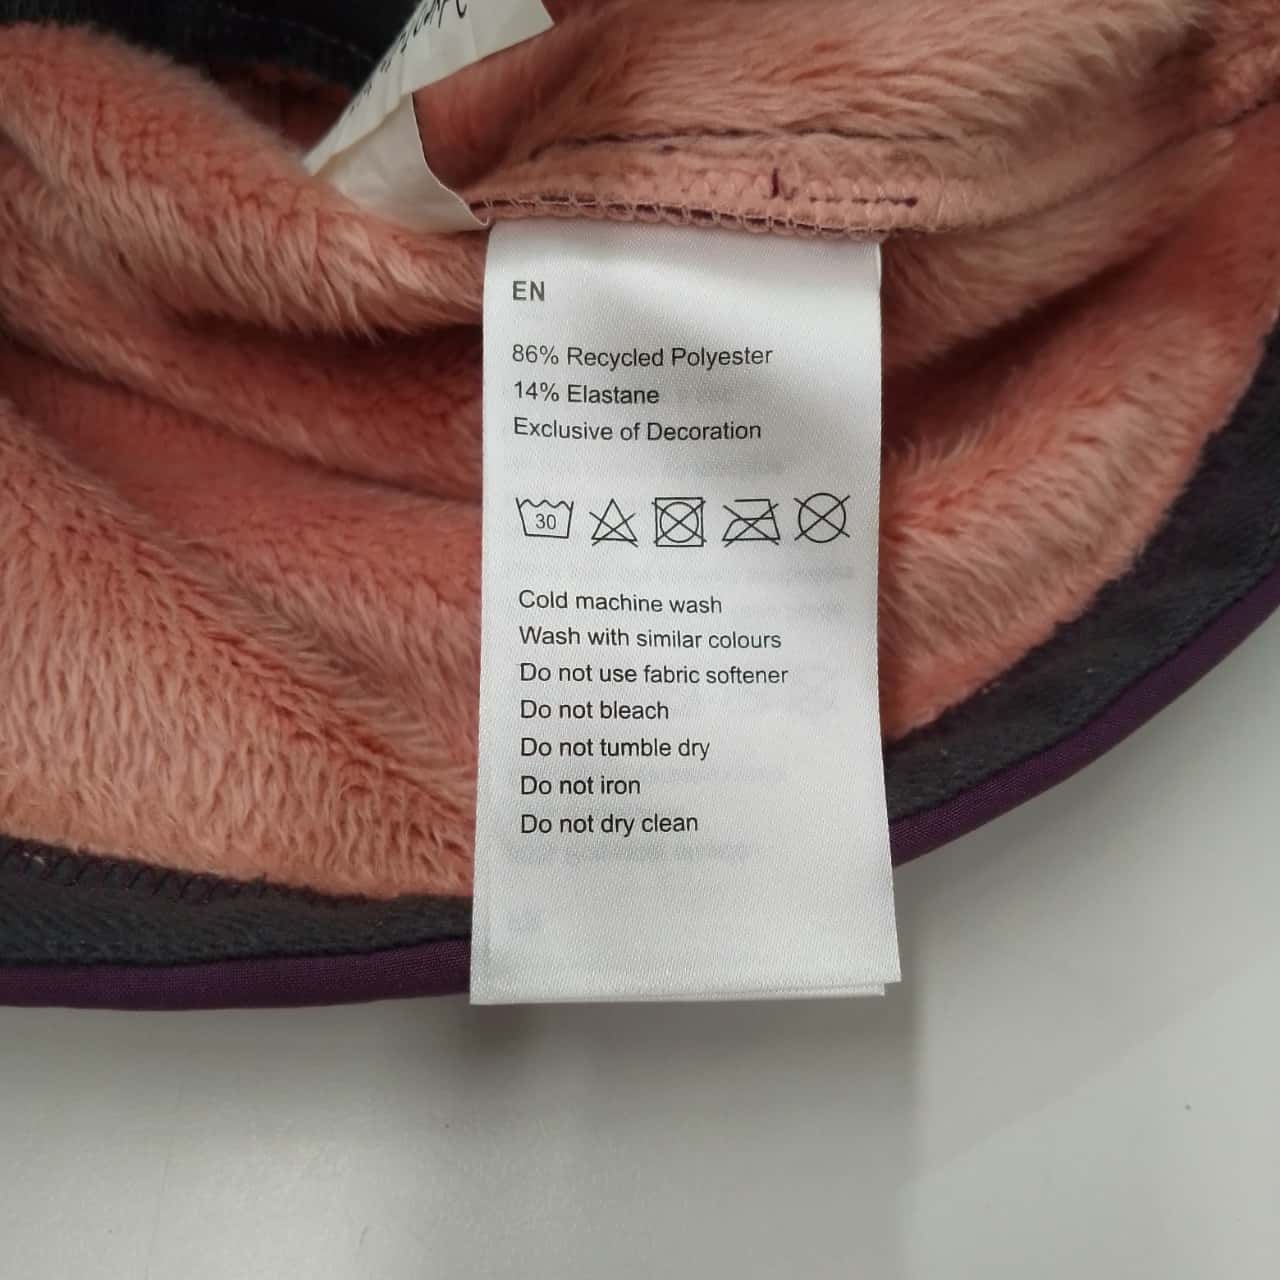 EN
86% Recycled Polyester
14% Elastane
Exclusive of Decoration
30
Cold machine wash
Wash with similar colours
Do not use fabric softener
Do not bleach
Do not tumble dry
Do not iron
Do not dry clean